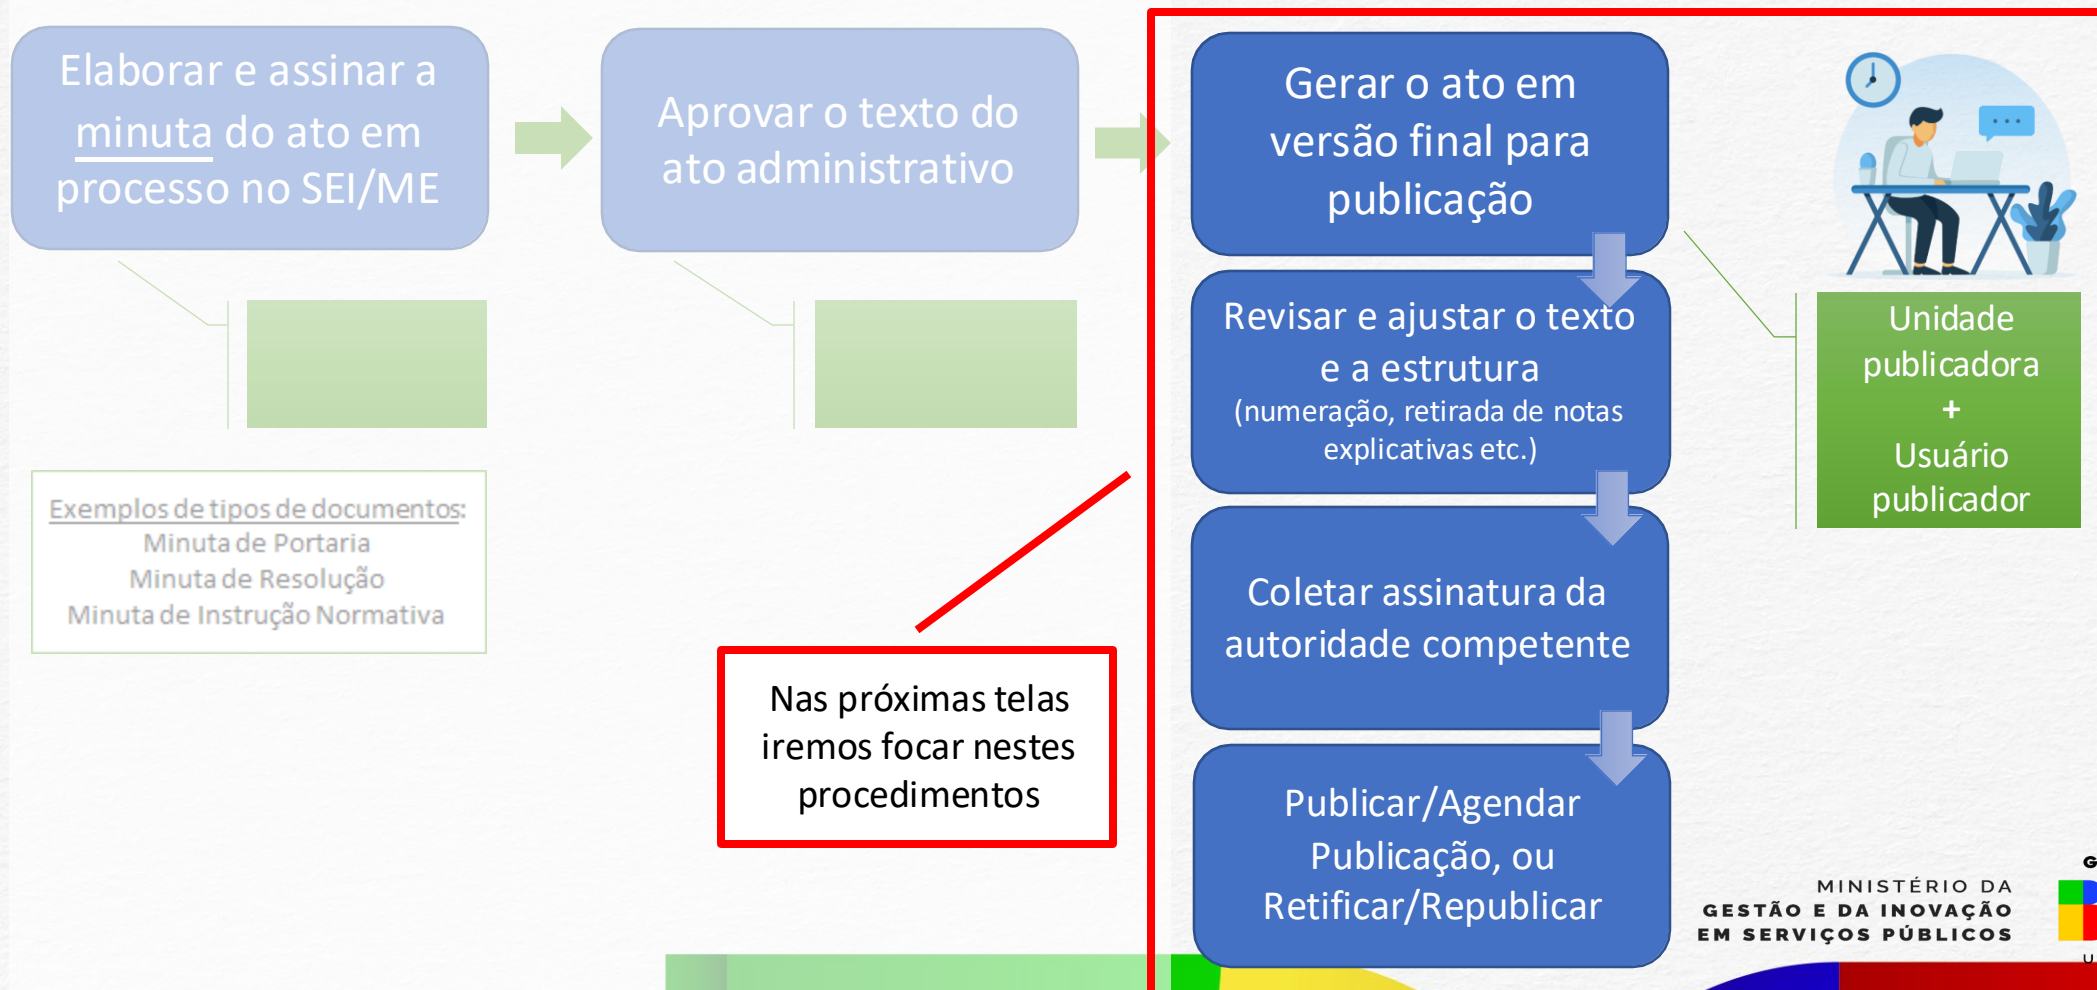 Elaborar e assinar a
minuta do ato em
processo no SEI/ME
Aprovar o texto do
ato administrativo
Gerar o ato em
versão final para
publicação
Revisar e ajustar o texto
e a estrutura
(numeração, retirada de notas
explicativas etc.)
Coletar assinatura da
autoridade competente
Publicar/Agendar
Publicação, ou
Retificar/Republicar
Unidade
publicadora
+
Usuário
publicador
Exemplos de tipos de documentos:
Minuta de Portaria
Minuta de Resolução
Minuta de Instrução Normativa
Nas próximas telas
iremos focar nestes
procedimentos
MINISTÉRIO DA
GESTÃO E DA INOVAÇÃO
EM SERVIÇOS PÚBLICOS